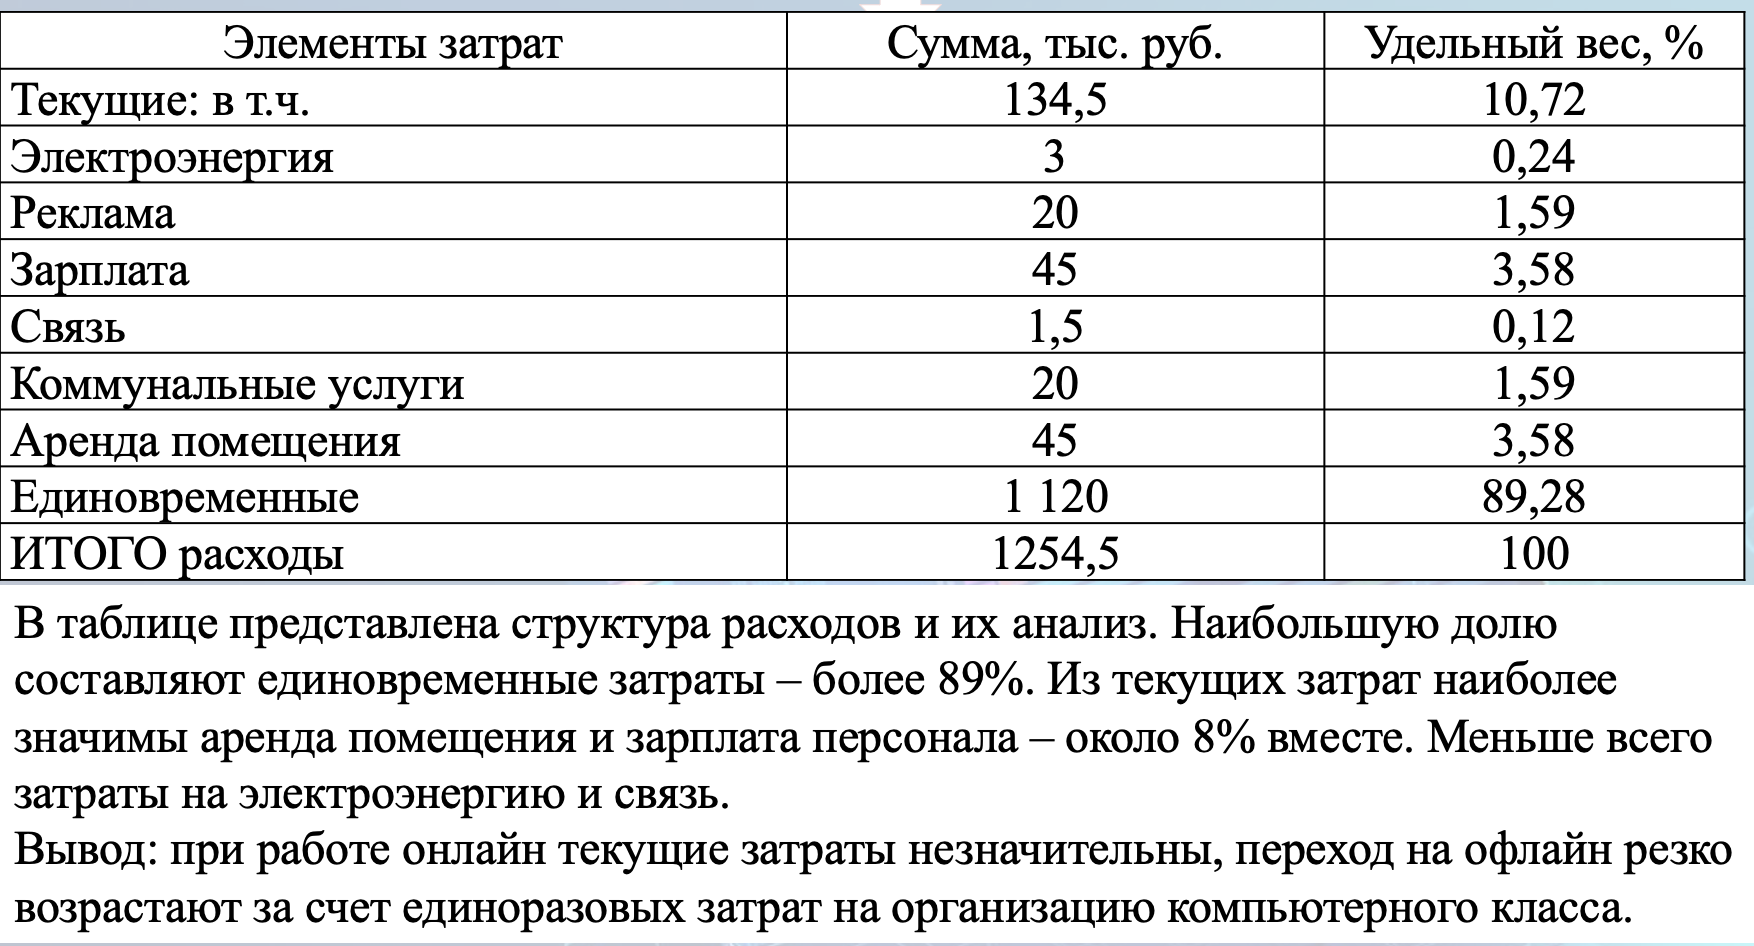 Элементы затрат Сумма, тыс. руб. Удельный вес, %
Текущие: в т.ч. 134,5 10,72
Электроэнергия 3 0,24
Реклама 20 1,59
Зарплата 45 3,58
Связь 1,5 0,12
Коммунальные услуги 20 1,59
Аренда помещения 45 3,58
Единовременные 1 120 89,28
ИТОГО расходы 1254,5 100
В таблице представлена структура расходов и их анализ. Наибольшую долю
составляют единовременные затраты – более 89%. Из текущих затрат наиболее
значимы аренда помещения и зарплата персонала – около 8% вместе. Меньше всего
затраты на электроэнергию и связь.
Вывод: при работе онлайн текущие затраты незначительны, переход на офлайн резко
возрастают за счет единоразовых затрат на организацию компьютерного класса.